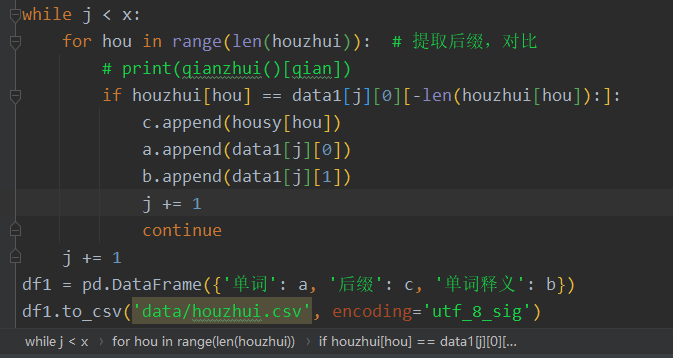 while j < x:
    for hou in range(len(houzhui)):  # 提取后缀，对比
        # print(qianzhui()[qian])
        if houzhui[hou] == data1[j][0][-len(houzhui[hou]):]:
            c.append(housy[hou])
            a.append(data1[j][0])
            b.append(data1[j][1])
            j += 1
            continue
    j += 1
df1 = pd.DataFrame({'单词': a, '后缀': c, '单词释义': b})
df1.to_csv('data/houzhui.csv', encoding='utf_8_sig')
while j < x › for hou in range(len(houzhui)) › if houzhui[hou] == data1[j][0][...